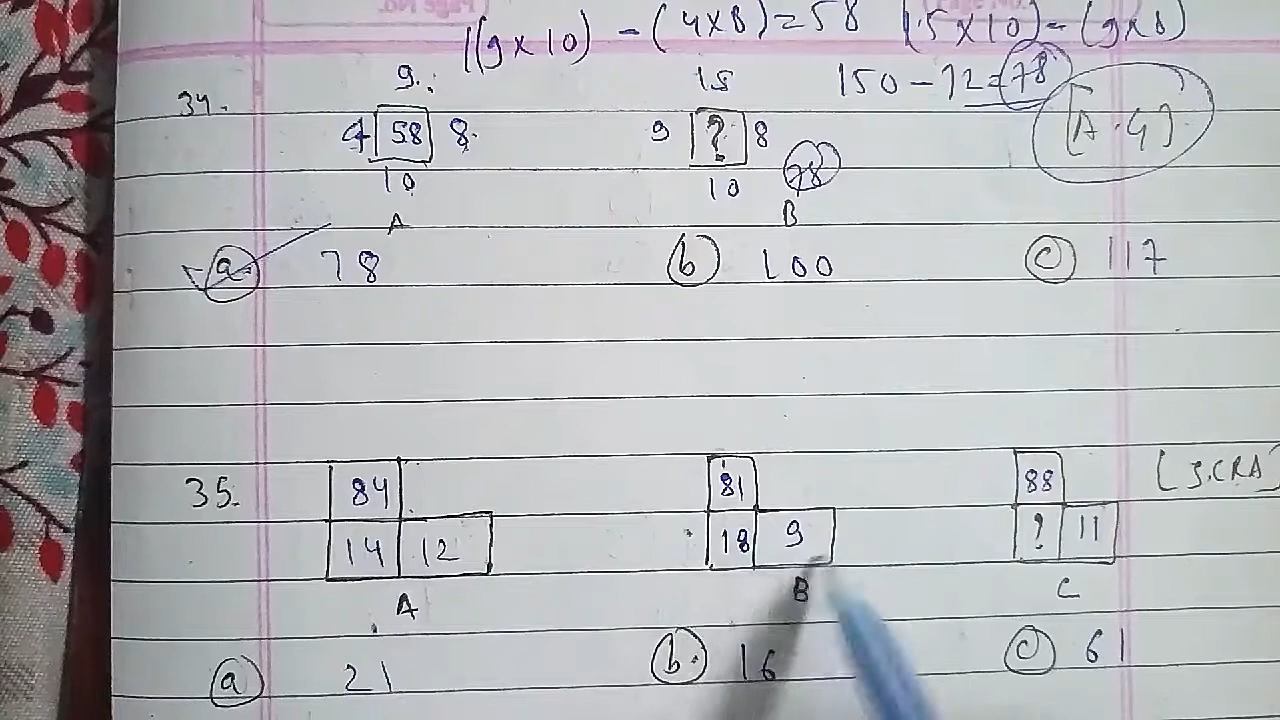 Page No.
((9×10) - (4×8) = 58 (15×10) - (9×8)
9 15 150 - 72 = 78
34. 4 58 8 9 ? 8 [A.G]
10 10 78
A B
(a) 78 (b) 100 (c) 117
35. 84 81 88 [S.CRA]
14 12 18 9 ? 11
A B C
(a) 21 (b) 16 (c) 61